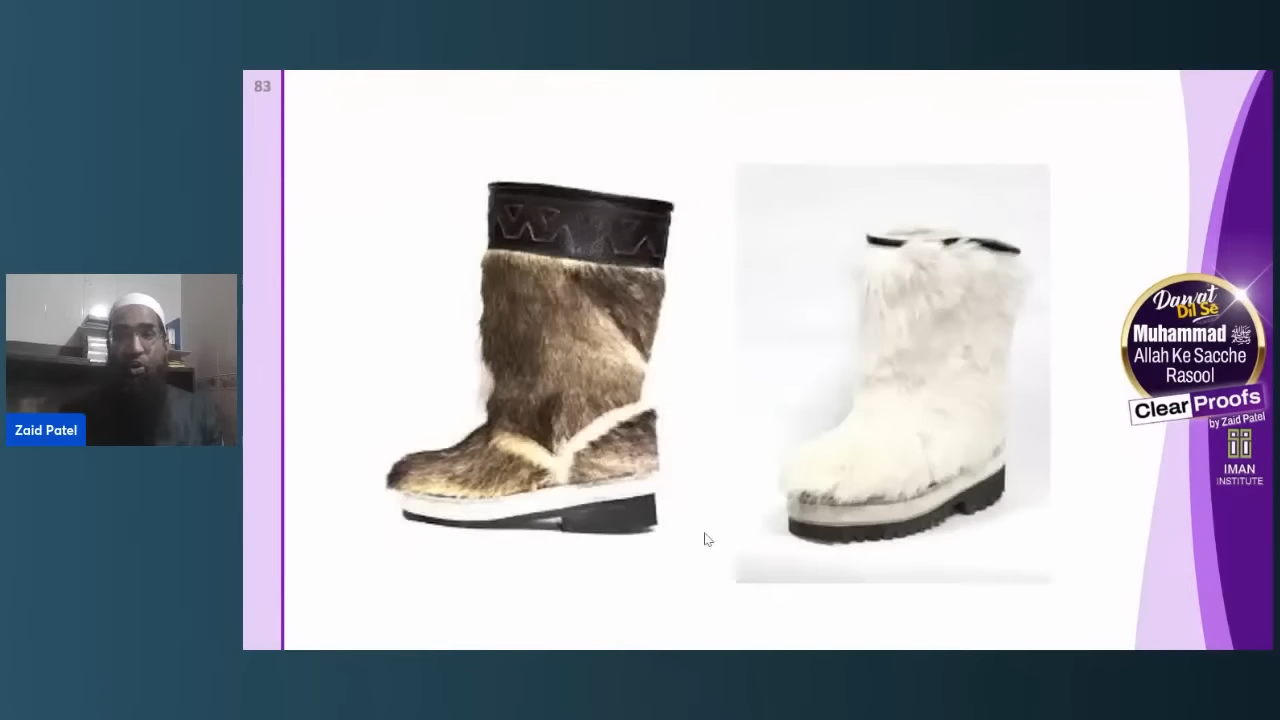 83
Zaid Patel
Dawat
Dil Se
Muhammad ﷺ
Allah Ke Sacche
Rasool
Clear Proofs
by Zaid Patel
IMAN
INSTITUTE